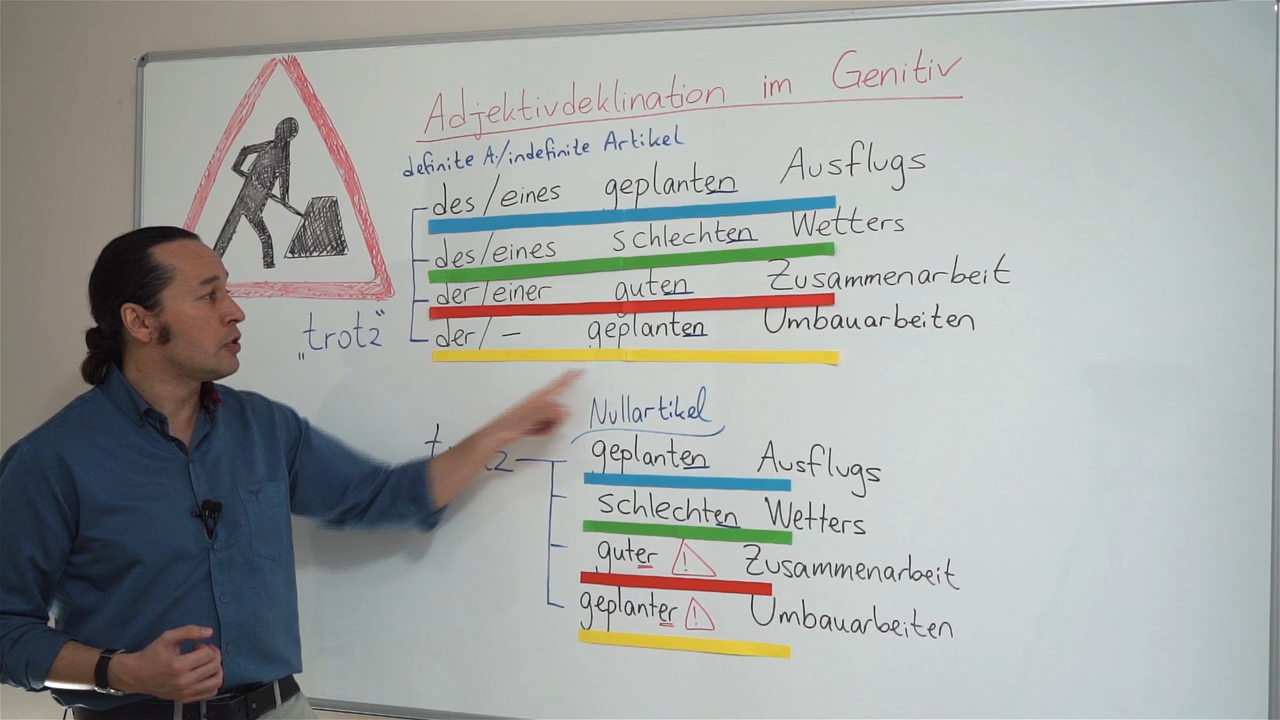 Adjektivdeklination im Genitiv
definite A./indefinite Artikel
des/eines geplanten Ausflugs
des/eines schlechten Wetters
der/einer guten Zusammenarbeit
der/– geplanten Umbauarbeiten
„trotz“
Nullartikel
geplanten Ausflugs
schlechten Wetters
guter ! Zusammenarbeit
geplanter ! Umbauarbeiten